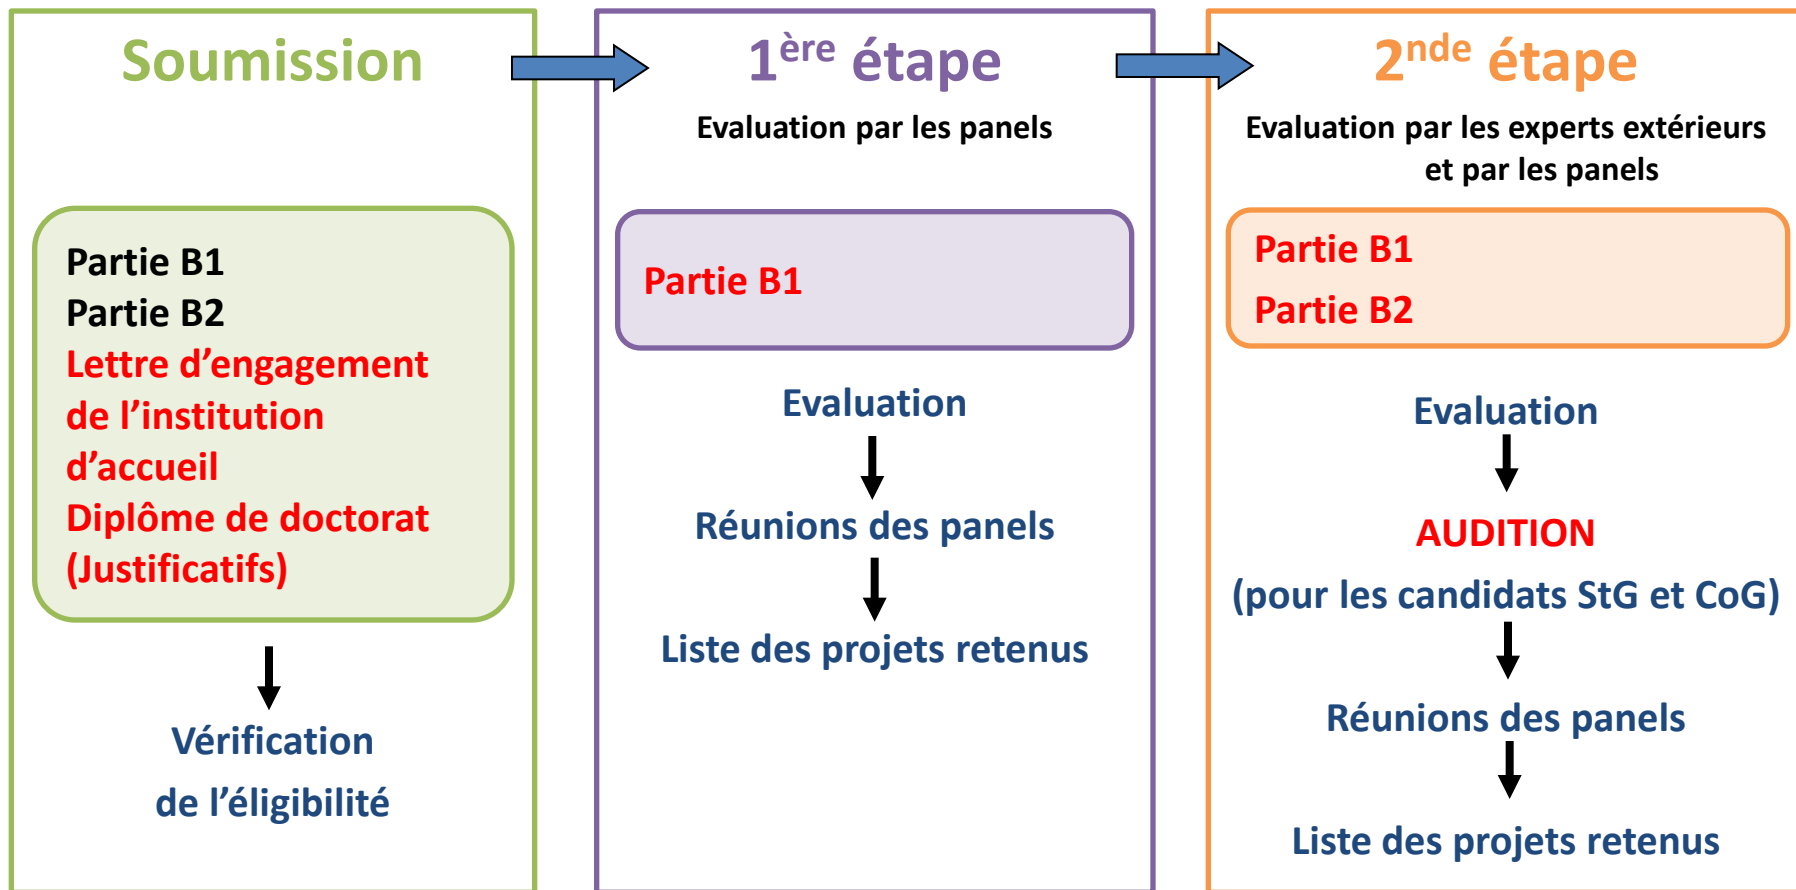 Soumission
Partie B1
Partie B2
Lettre d’engagement
de l’institution
d’accueil
Diplôme de doctorat
(Justificatifs)
Vérification
de l’éligibilité
1ère étape
Evaluation par les panels
Partie B1
Evaluation
Réunions des panels
Liste des projets retenus
2nde étape
Evaluation par les experts extérieurs
et par les panels
Partie B1
Partie B2
Evaluation
AUDITION
(pour les candidats StG et CoG)
Réunions des panels
Liste des projets retenus